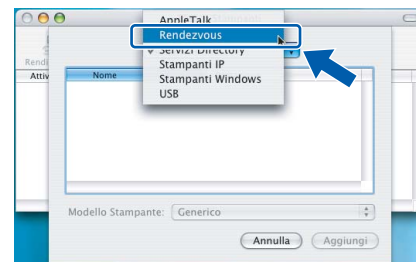 AppleTalk
Rendezvous
Servizi Directory
Stampanti IP
Stampanti Windows
USB
Rendi
Attiv
Nome
Modello Stampante: Generico
Annulla
Aggiungi